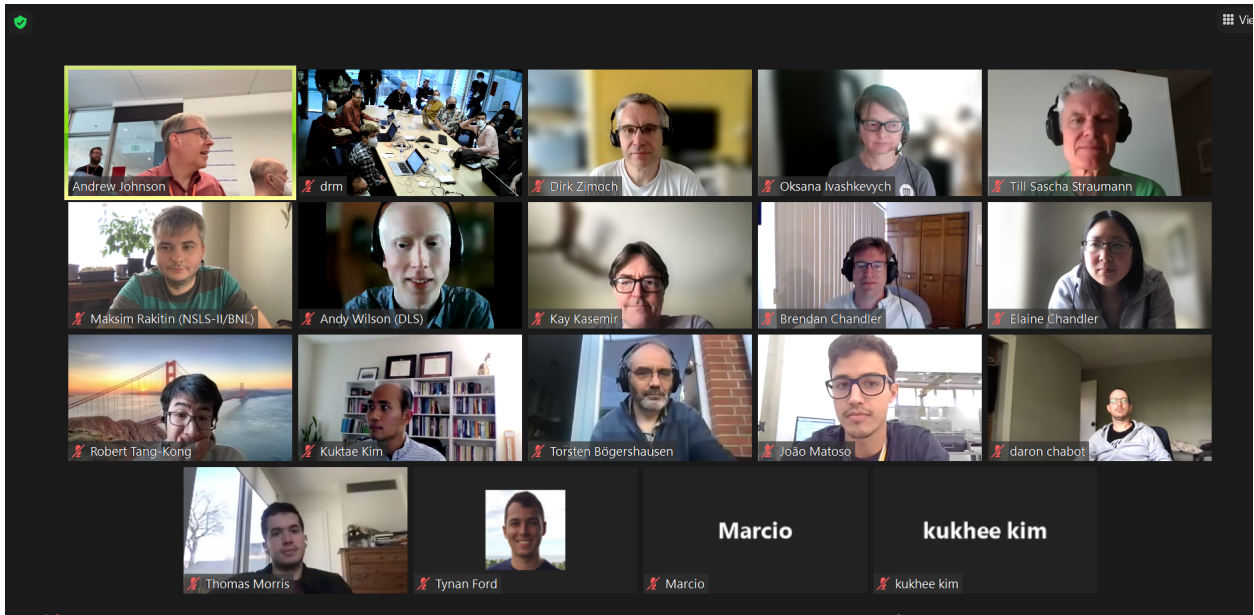 Vie
Andrew Johnson
drm
Dirk Zimoch
Oksana Ivashkevych
Till Sascha Straumann
Maksim Rakitin (NSLS-II/BNL)
Andy Wilson (DLS)
Kay Kasemir
Brendan Chandler
Elaine Chandler
Robert Tang-Kong
Kuktae Kim
Torsten Bögershausen
João Matoso
daron chabot
Thomas Morris
Tynan Ford
Marcio
Marcio
kukhee kim
kukhee kim